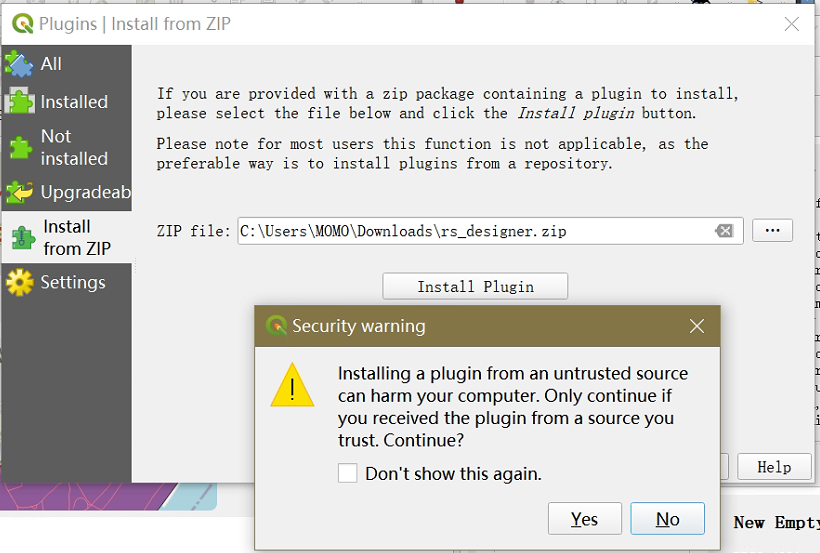 Plugins | Install from ZIP
All
Installed
Not
installed
Upgradeab
Install
from ZIP
Settings
If you are provided with a zip package containing a plugin to install,
please select the file below and click the Install plugin button.
Please note for most users this function is not applicable, as the
preferable way is to install plugins from a repository.
ZIP file: C:\Users\MOMO\Downloads\rs_designer.zip
...
Install Plugin
Security warning
Installing a plugin from an untrusted source
can harm your computer. Only continue if
you received the plugin from a source you
trust. Continue?
Don't show this again.
Yes No
Help
New Empty